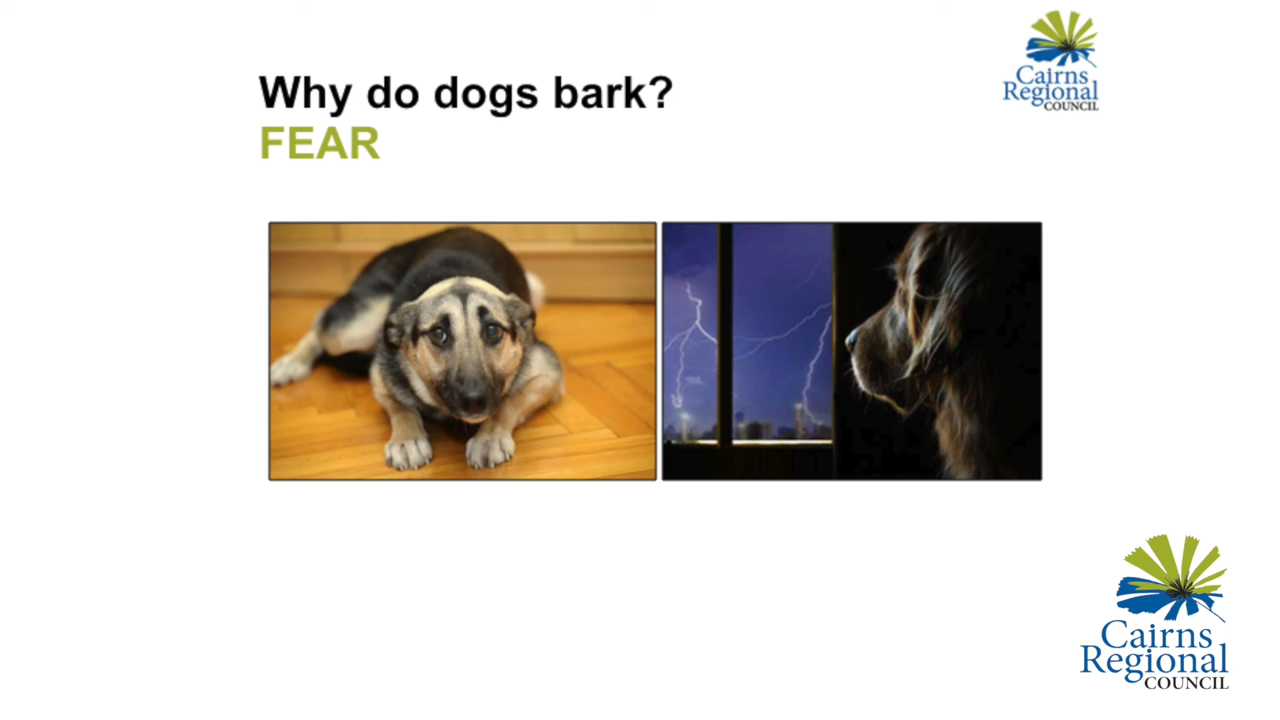 Why do dogs bark?
FEAR
Cairns
Regional
COUNCIL
Cairns
Regional
COUNCIL